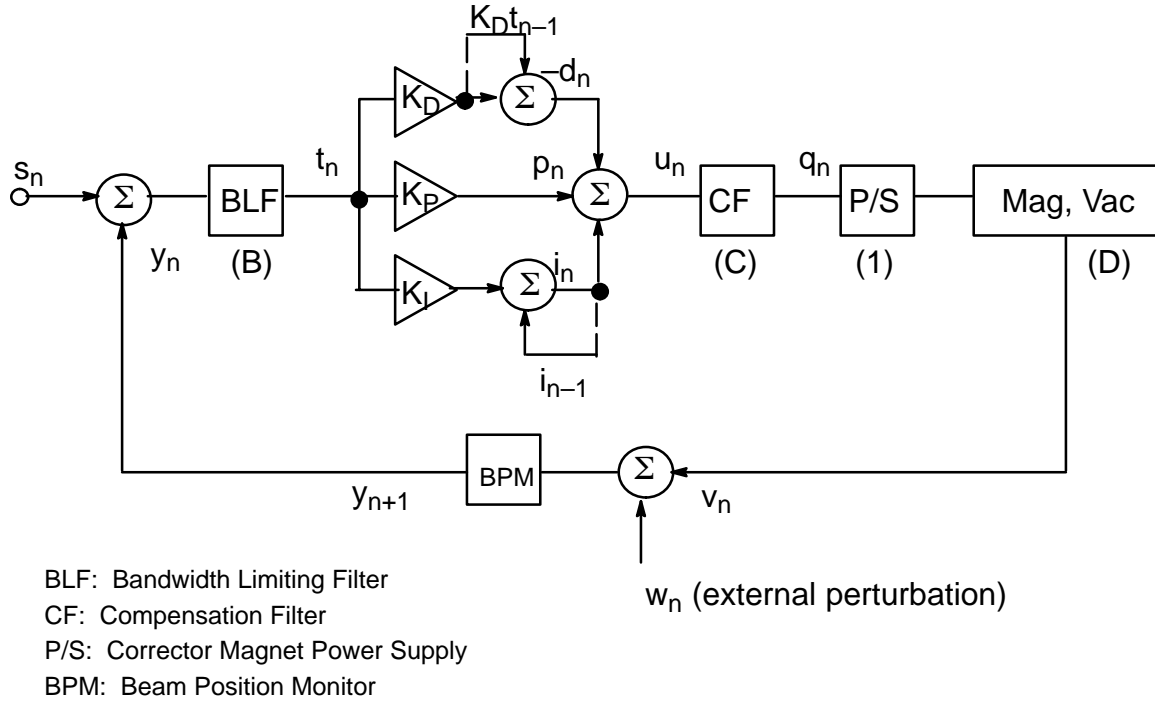 K_D t_{n–1}
–d_n
K_D
Σ
s_n
t_n
p_n
u_n
q_n
Σ
BLF
K_P
Σ
CF
P/S
Mag, Vac
y_n
(B)
(C)
(1)
(D)
K_I
Σ
i_n
i_{n–1}
BPM
Σ
y_{n+1}
v_n
w_n (external perturbation)
BLF: Bandwidth Limiting Filter
CF: Compensation Filter
P/S: Corrector Magnet Power Supply
BPM: Beam Position Monitor